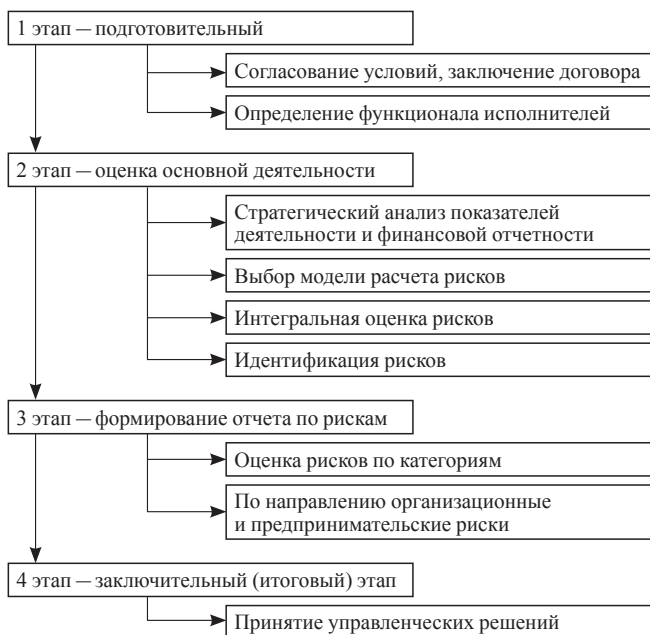 1 этап — подготовительный
Согласование условий, заключение договора
Определение функционала исполнителей
2 этап — оценка основной деятельности
Стратегический анализ показателей
деятельности и финансовой отчетности
Выбор модели расчета рисков
Интегральная оценка рисков
Идентификация рисков
3 этап — формирование отчета по рискам
Оценка рисков по категориям
По направлению организационные
и предпринимательские риски
4 этап — заключительный (итоговый) этап
Принятие управленческих решений